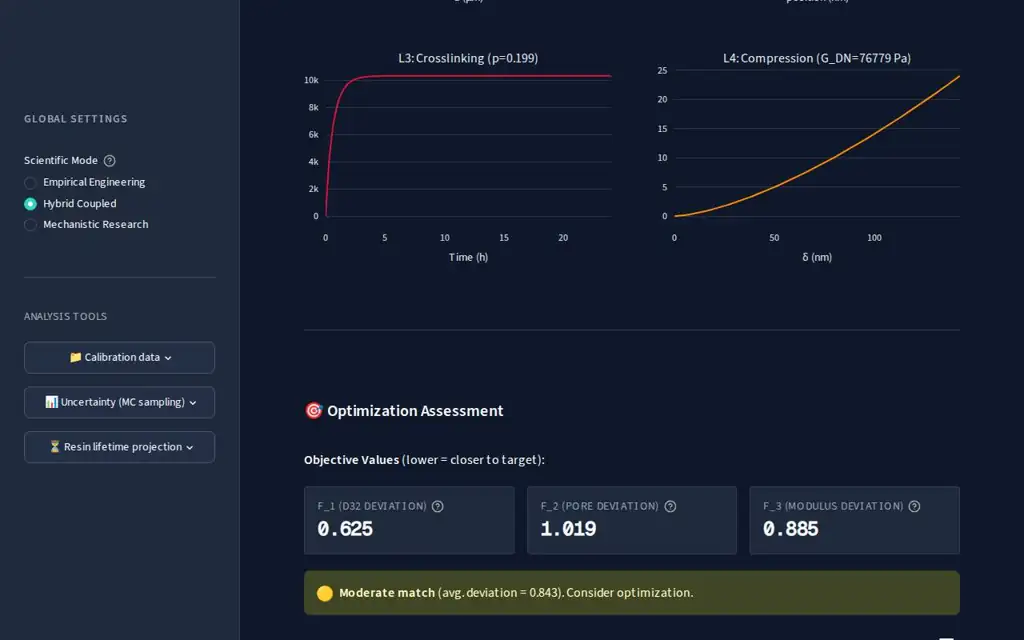 GLOBAL SETTINGS
Scientific Mode
Empirical Engineering
Hybrid Coupled
Mechanistic Research
ANALYSIS TOOLS
📁 Calibration data
📊 Uncertainty (MC sampling)
⏳ Resin lifetime projection
L3: Crosslinking (p=0.199)
10k
8k
6k
4k
2k
0
0 5 10 15 20
Time (h)
L4: Compression (G_DN=76779 Pa)
25
20
15
10
5
0
0 50 100
δ (nm)
🎯 Optimization Assessment
Objective Values (lower = closer to target):
F_1 (D32 DEVIATION)
0.625
F_2 (PORE DEVIATION)
1.019
F_3 (MODULUS DEVIATION)
0.885
🟡 Moderate match (avg. deviation = 0.843). Consider optimization.